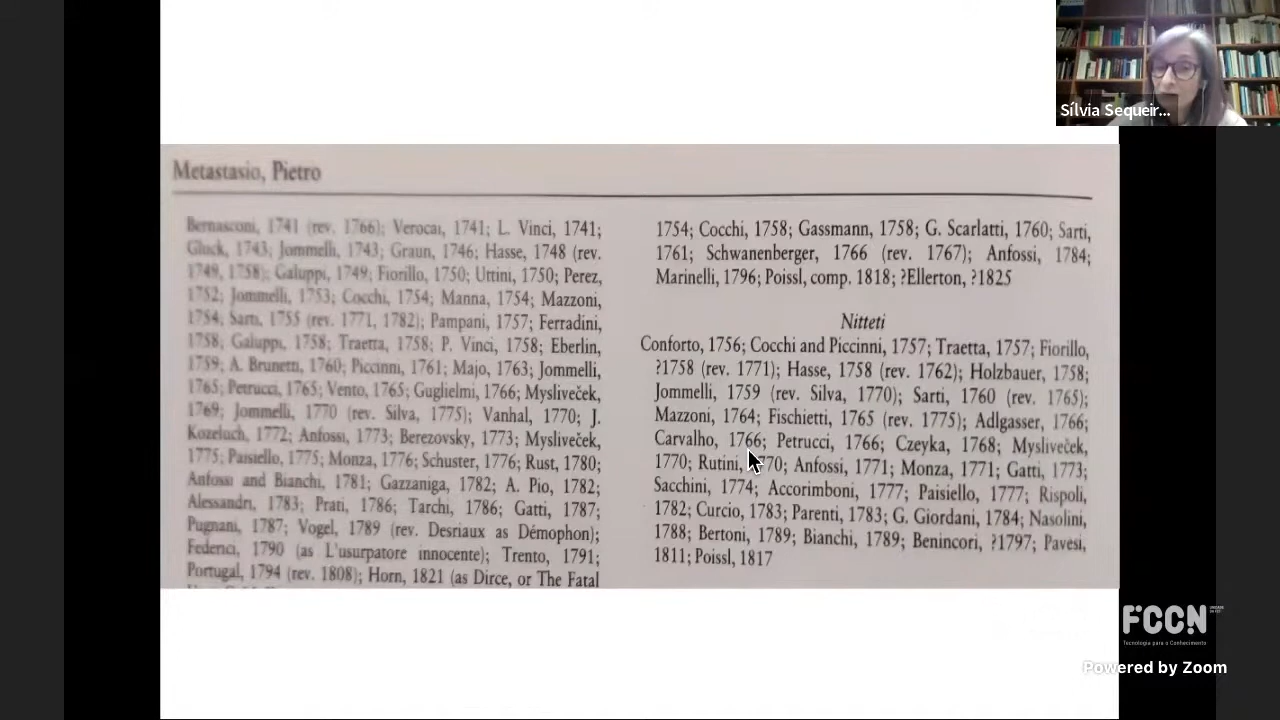 Sílvia Sequeir...
Metastasio, Pietro
Bernasconi, 1741 (rev. 1766); Verocai, 1741; L. Vinci, 1741;
Gluck, 1743; Jommelli, 1743; Graun, 1746; Hasse, 1748 (rev.
1749, 1758); Galuppi, 1749; Fiorillo, 1750; Uttini, 1750; Perez,
1752; Jommelli, 1753; Cocchi, 1754; Manna, 1754; Mazzoni,
1754; Sarti, 1755 (rev. 1771, 1782); Pampani, 1757; Ferradini,
1758; Galuppi, 1758; Traetta, 1758; P. Vinci, 1758; Eberlin,
1759; A. Brunetti, 1760; Piccinni, 1761; Majo, 1763; Jommelli,
1765; Petrucci, 1765; Vento, 1765; Guglielmi, 1766; Mysliveček,
1769; Jommelli, 1770 (rev. Silva, 1775); Vanhal, 1770; J.
Kozeluch, 1772; Anfossi, 1773; Berezovsky, 1773; Mysliveček,
1775; Paisiello, 1775; Monza, 1776; Schuster, 1776; Rust, 1780;
Anfossi and Bianchi, 1781; Gazzaniga, 1782; A. Pio, 1782;
Alessandri, 1783; Prati, 1786; Tarchi, 1786; Gatti, 1787;
Pugnani, 1787; Vogel, 1789 (rev. Desriaux as Démophon);
Federici, 1790 (as L'usurpatore innocente); Trento, 1791;
Portugal, 1794 (rev. 1808); Horn, 1821 (as Dirce, or The Fatal
1754; Cocchi, 1758; Gassmann, 1758; G. Scarlatti, 1760; Sarti,
1761; Schwanenberger, 1766 (rev. 1767); Anfossi, 1784;
Marinelli, 1796; Poissl, comp. 1818; ?Ellerton, ?1825
Nitteti
Conforto, 1756; Cocchi and Piccinni, 1757; Traetta, 1757; Fiorillo,
?1758 (rev. 1771); Hasse, 1758 (rev. 1762); Holzbauer, 1758;
Jommelli, 1759 (rev. Silva, 1770); Sarti, 1760 (rev. 1765);
Mazzoni, 1764; Fischietti, 1765 (rev. 1775); Adlgasser, 1766;
Carvalho, 1766; Petrucci, 1766; Czeyka, 1768; Mysliveček,
1770; Rutini, 70; Anfossi, 1771; Monza, 1771; Gatti, 1773;
Sacchini, 1774; Accorimboni, 1777; Paisiello, 1777; Rispoli,
1782; Curcio, 1783; Parenti, 1783; G. Giordani, 1784; Nasolini,
1788; Bertoni, 1789; Bianchi, 1789; Benincori, ?1797; Pavesi,
1811; Poissl, 1817
FCCN
Tecnologia para o Conhecimento
Powered by Zoom